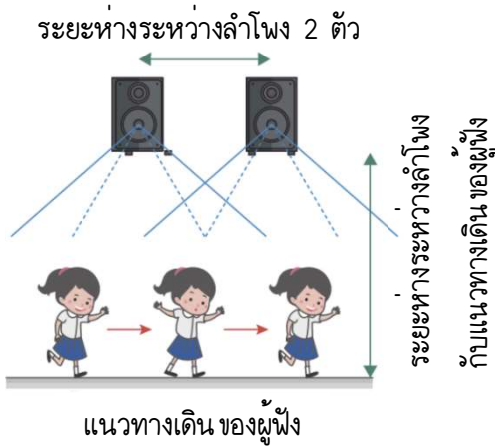 ระยะห่างระหว่างลำโพง 2 ตัว
ระยะห่างระหว่างลำโพง
กับแนวทางเดินของผู้ฟัง
แนวทางเดินของผู้ฟัง